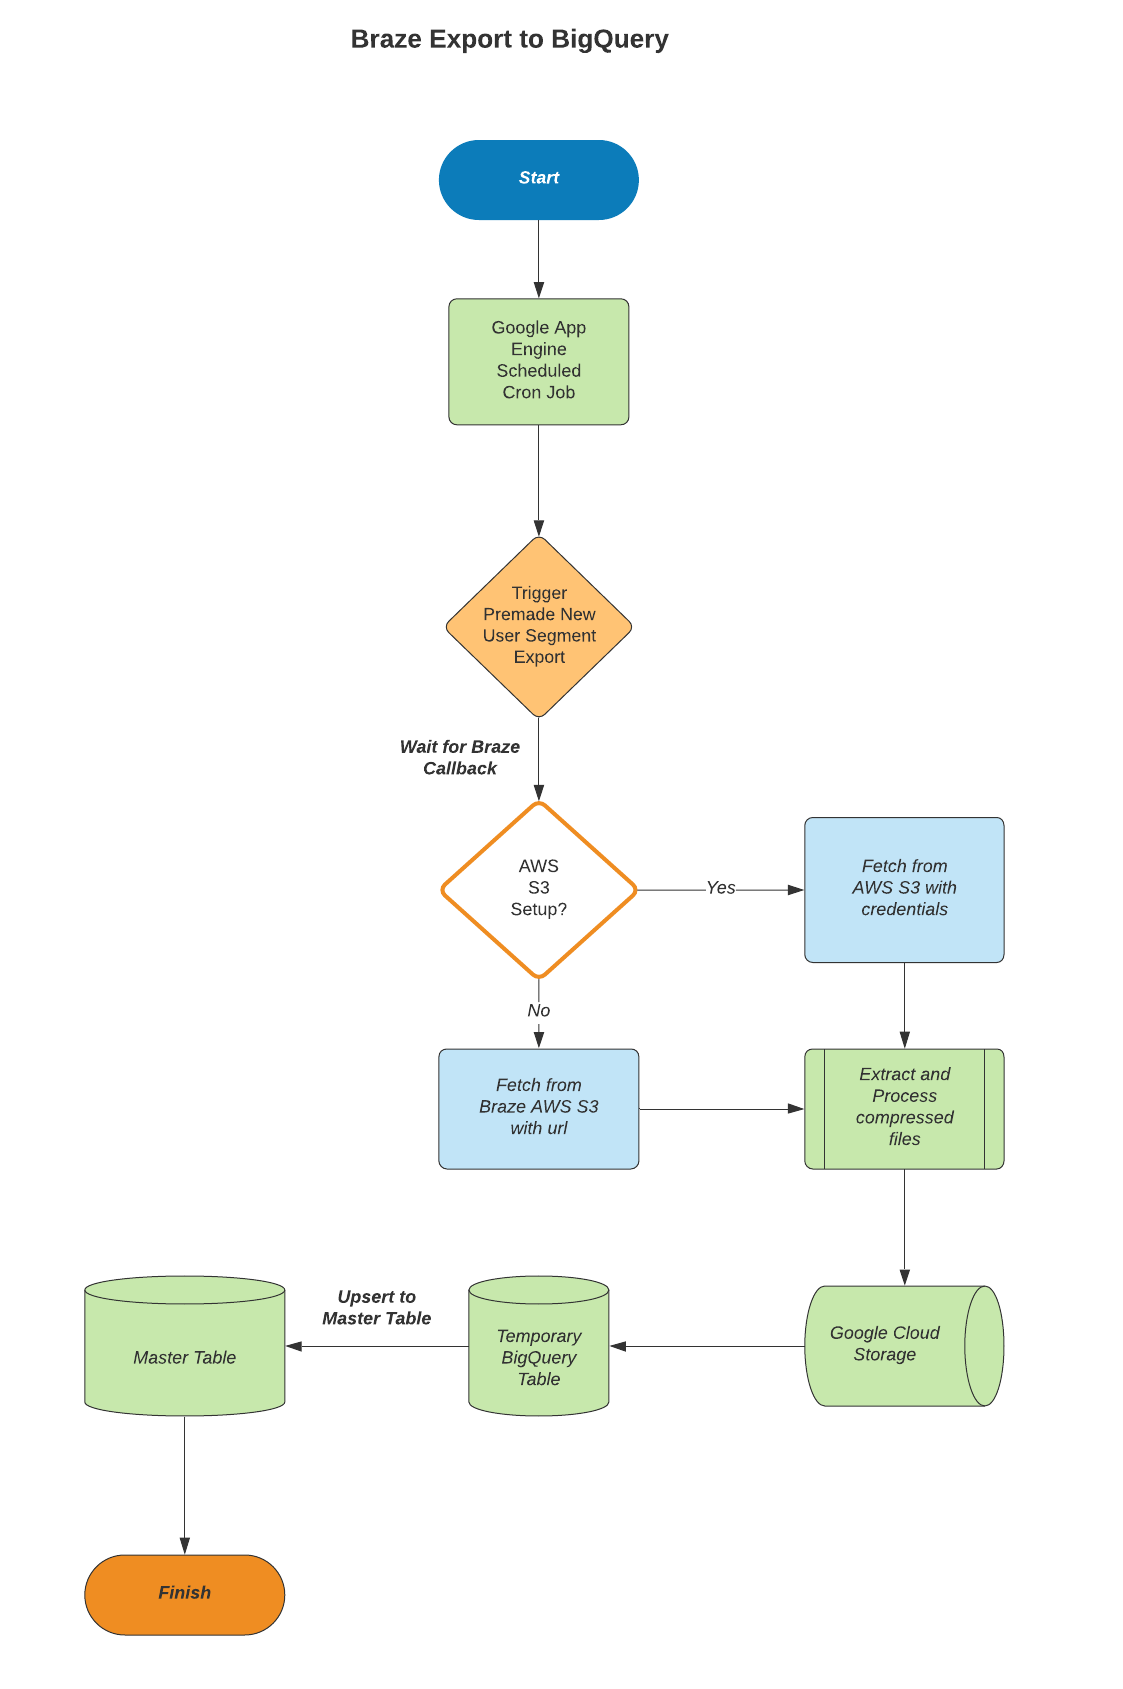 Braze Export to BigQuery
Start
Google App
Engine
Scheduled
Cron Job
Trigger
Premade New
User Segment
Export
Wait for Braze
Callback
AWS
S3
Setup?
Yes
Fetch from
AWS S3 with
credentials
No
Fetch from
Braze AWS S3
with url
Extract and
Process
compressed
files
Google Cloud
Storage
Temporary
BigQuery
Table
Upsert to
Master Table
Master Table
Finish